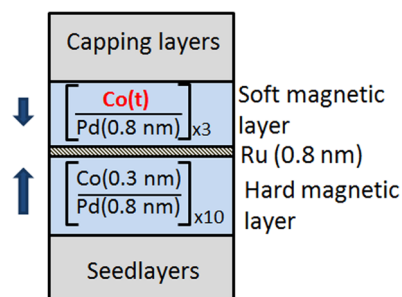 Capping layers
Co(t)
Pd(0.8 nm) x3
Soft magnetic
layer
Ru (0.8 nm)
Co(0.3 nm)
Pd(0.8 nm) x10
Hard magnetic
layer
Seedlayers